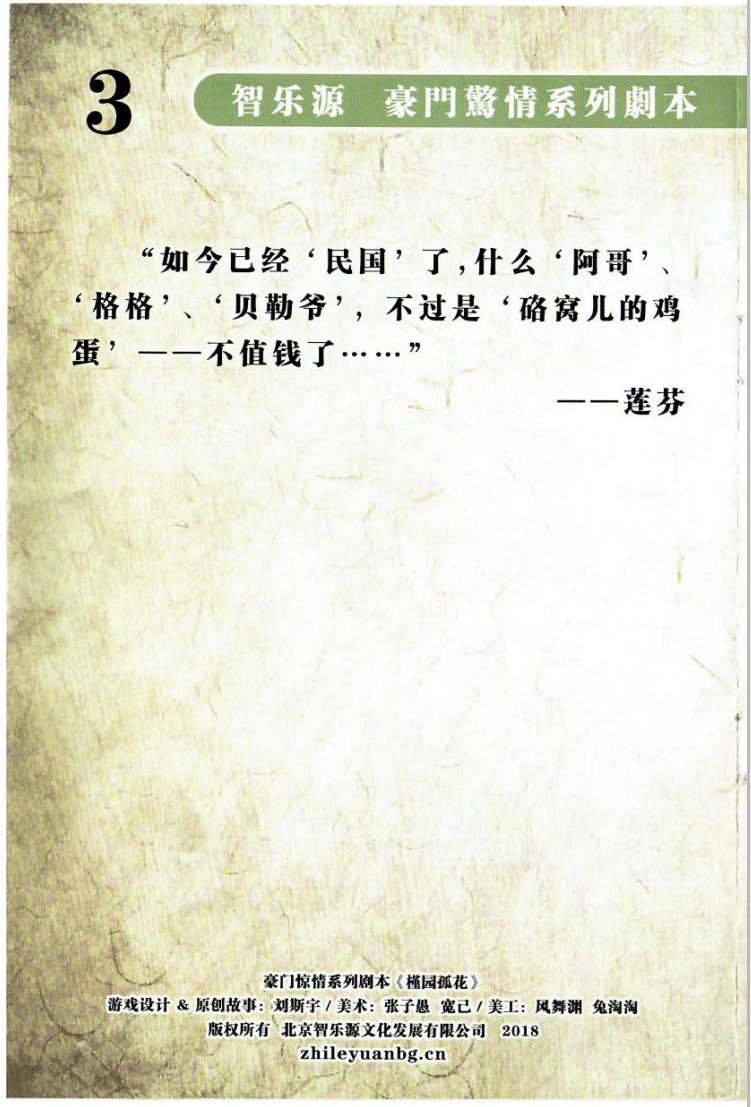 3
智乐源 豪門驚情系列劇本
“如今已经‘民国’了,什么‘阿哥’、
‘格格’、‘贝勒爷’,不过是‘硌窝儿的鸡
蛋’——不值钱了……”
——莲芬
豪门惊情系列剧本《槿园孤花》
游戏设计 & 原创故事:刘斯宇 / 美术:张子愚 宽己 / 美工:风舞渊 兔淘淘
版权所有 北京智乐源文化发展有限公司 2018
zhileyuanbg.cn